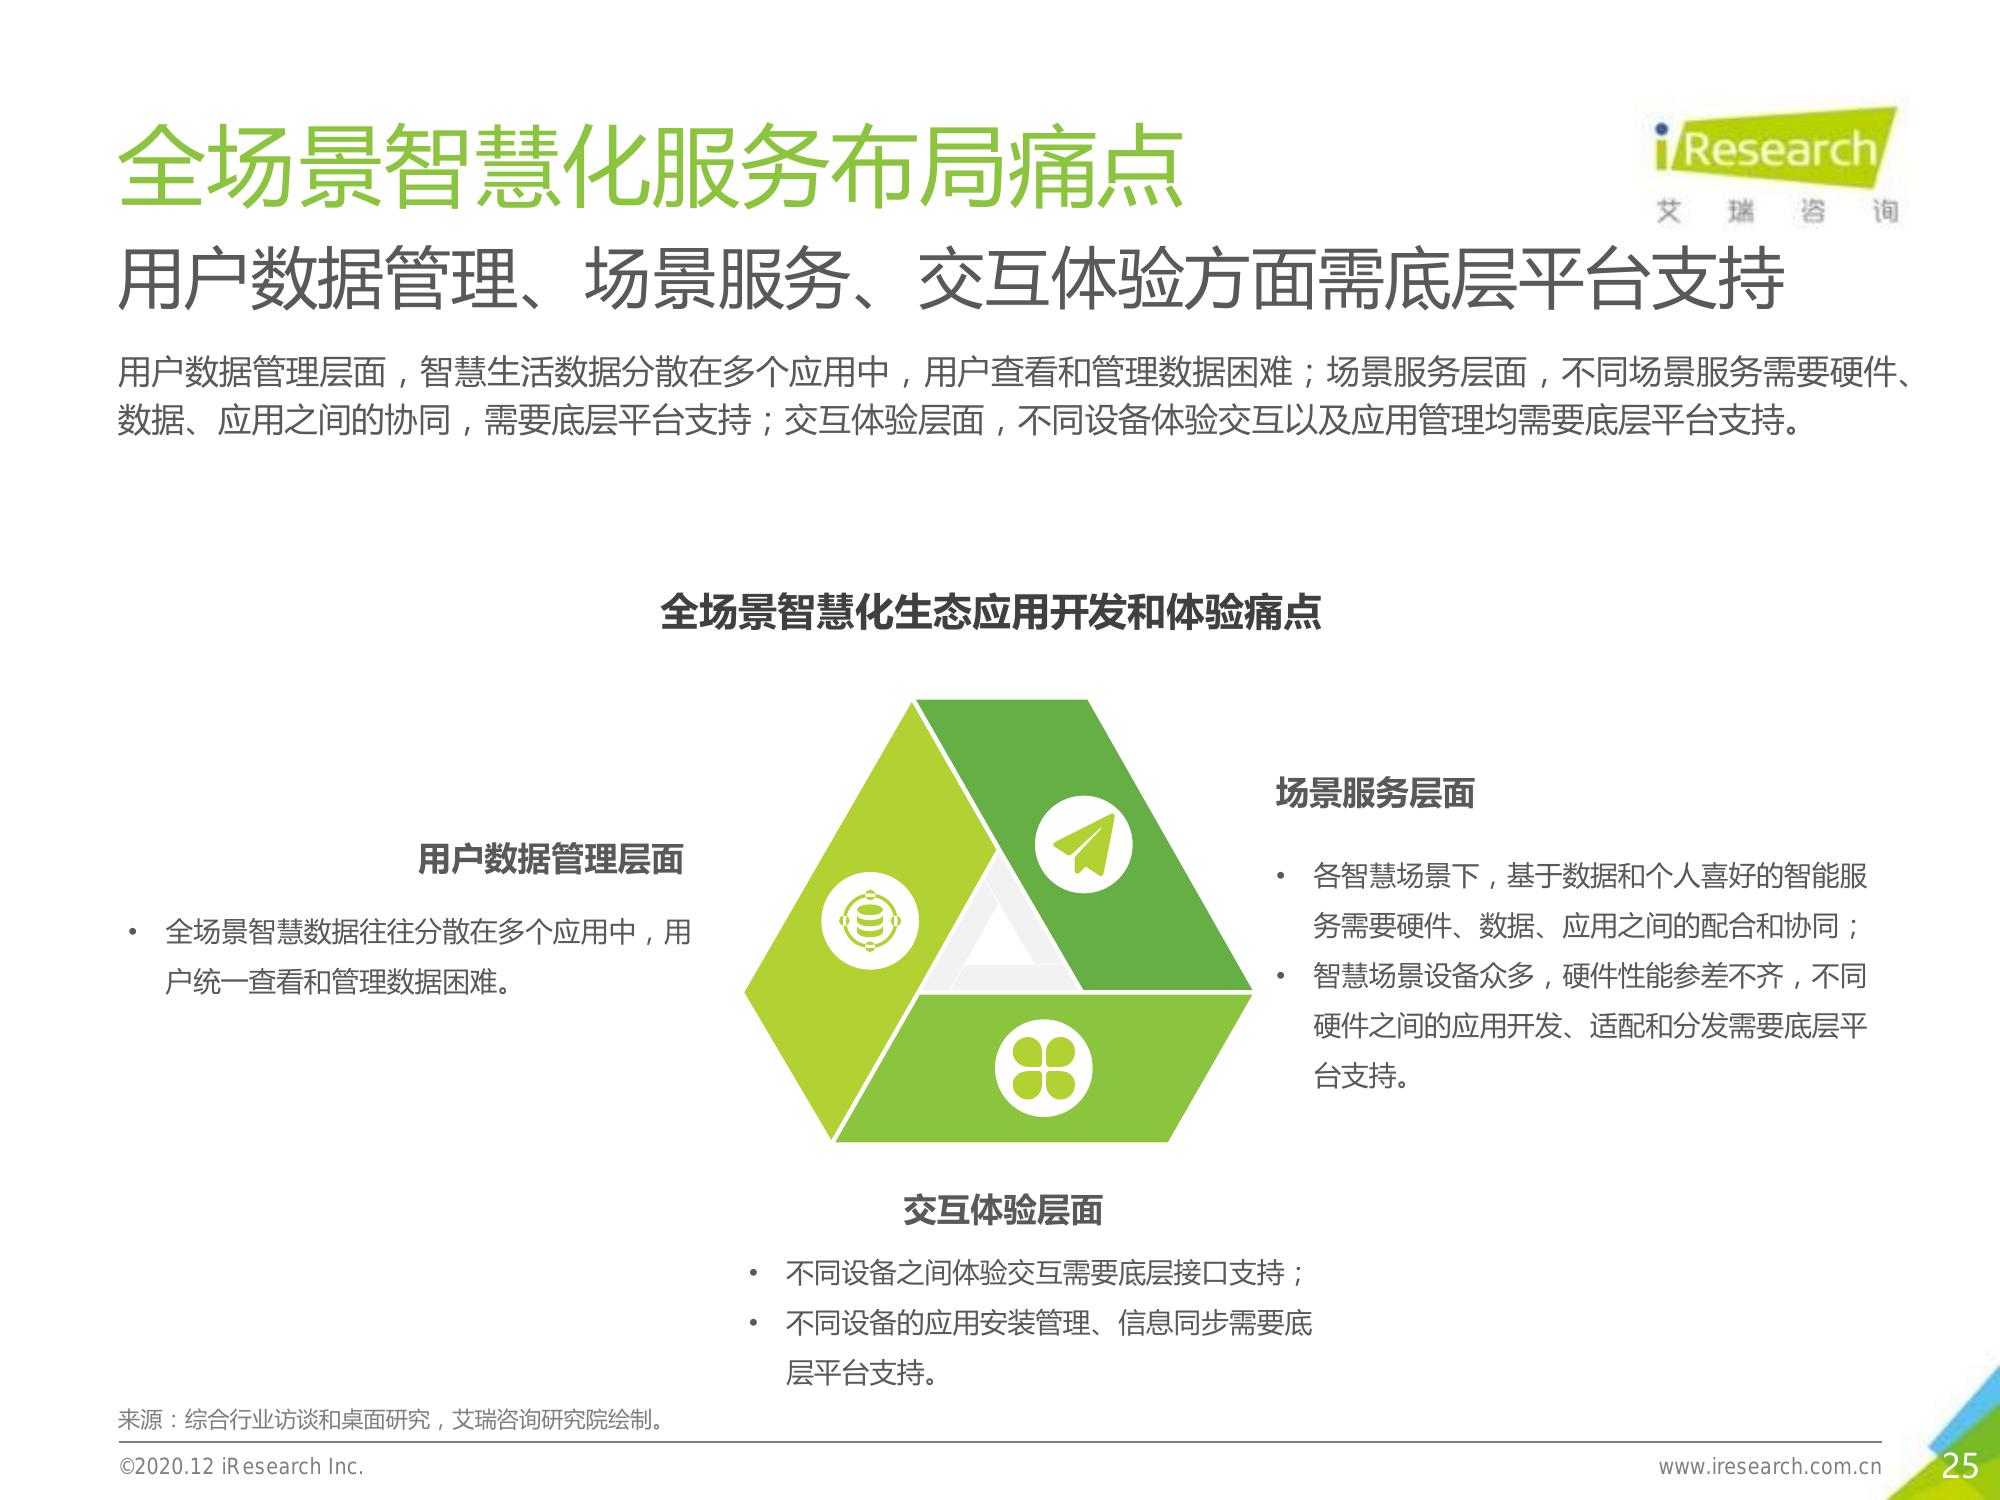 全场景智慧化服务布局痛点
iResearch
艾瑞咨询
用户数据管理、场景服务、交互体验方面需底层平台支持
用户数据管理层面，智慧生活数据分散在多个应用中，用户查看和管理数据困难；场景服务层面，不同场景服务需要硬件、
数据、应用之间的协同，需要底层平台支持；交互体验层面，不同设备体验交互以及应用管理均需要底层平台支持。
全场景智慧化生态应用开发和体验痛点
用户数据管理层面
• 全场景智慧数据往往分散在多个应用中，用
户统一查看和管理数据困难。
场景服务层面
• 各智慧场景下，基于数据和个人喜好的智能服
务需要硬件、数据、应用之间的配合和协同；
• 智慧场景设备众多，硬件性能参差不齐，不同
硬件之间的应用开发、适配和分发需要底层平
台支持。
交互体验层面
• 不同设备之间体验交互需要底层接口支持；
• 不同设备的应用安装管理、信息同步需要底
层平台支持。
来源：综合行业访谈和桌面研究，艾瑞咨询研究院绘制。
©2020.12 iResearch Inc.
www.iresearch.com.cn
25